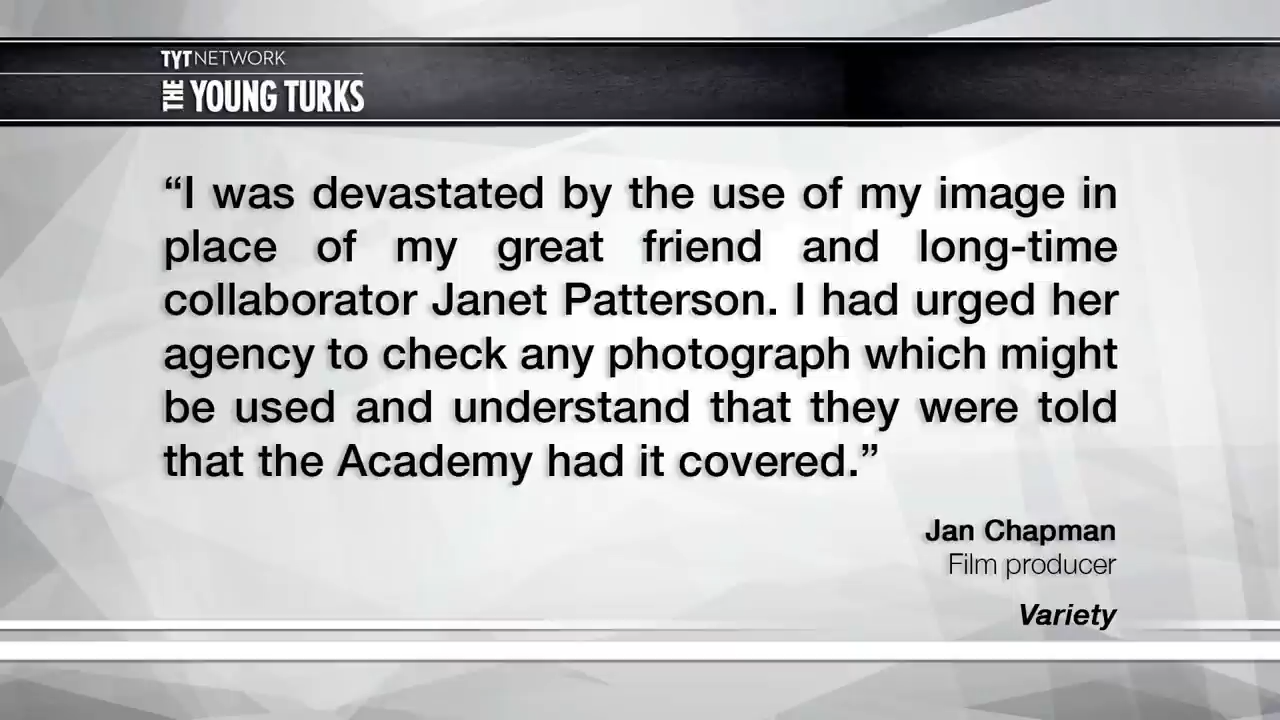 TYTNETWORK
THE YOUNG TURKS
“I was devastated by the use of my image in
place of my great friend and long-time
collaborator Janet Patterson. I had urged her
agency to check any photograph which might
be used and understand that they were told
that the Academy had it covered.”
Jan Chapman
Film producer
Variety